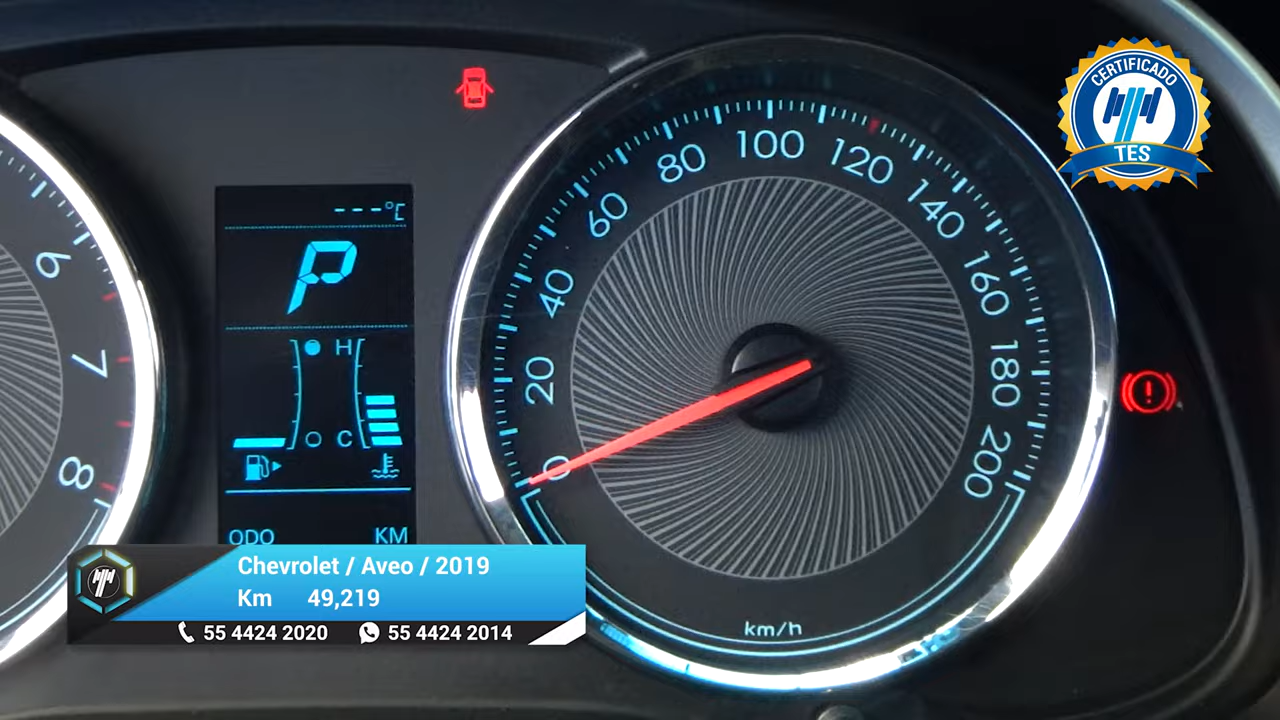 CERTIFICADO
TES
---°C
P
H
C
ODO KM
6
7
8
0
20
40
60
80
100
120
140
160
180
200
km/h
Chevrolet / Aveo / 2019
Km 49,219
55 4424 2020 55 4424 2014